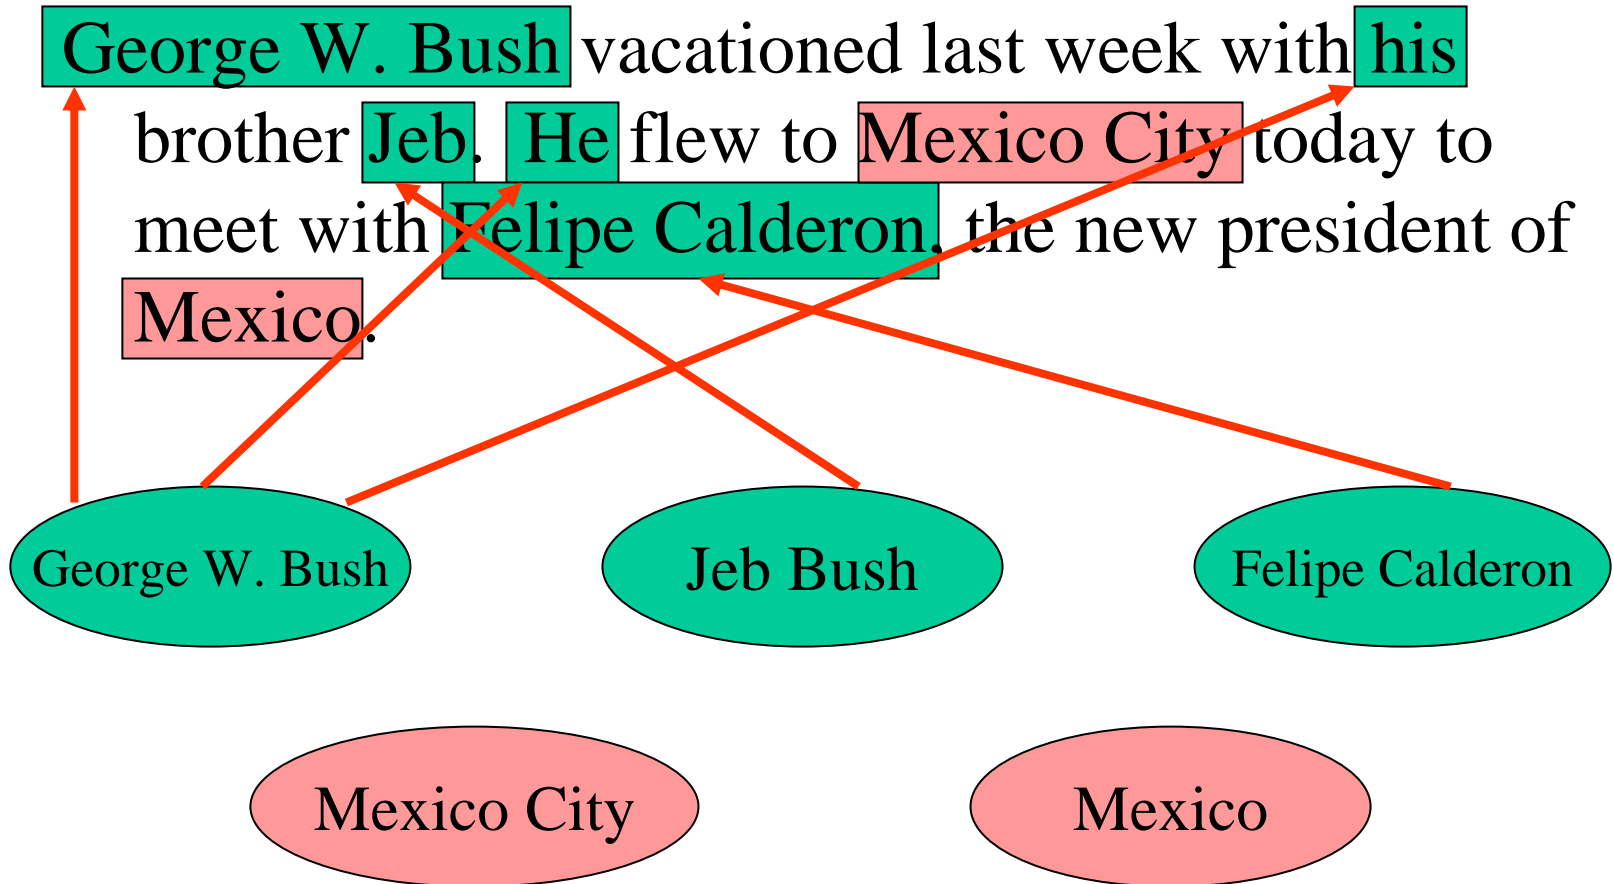 George W. Bush vacationed last week with his
brother Jeb. He flew to Mexico City today to
meet with Felipe Calderon, the new president of
Mexico.
George W. Bush
Jeb Bush
Felipe Calderon
Mexico City
Mexico